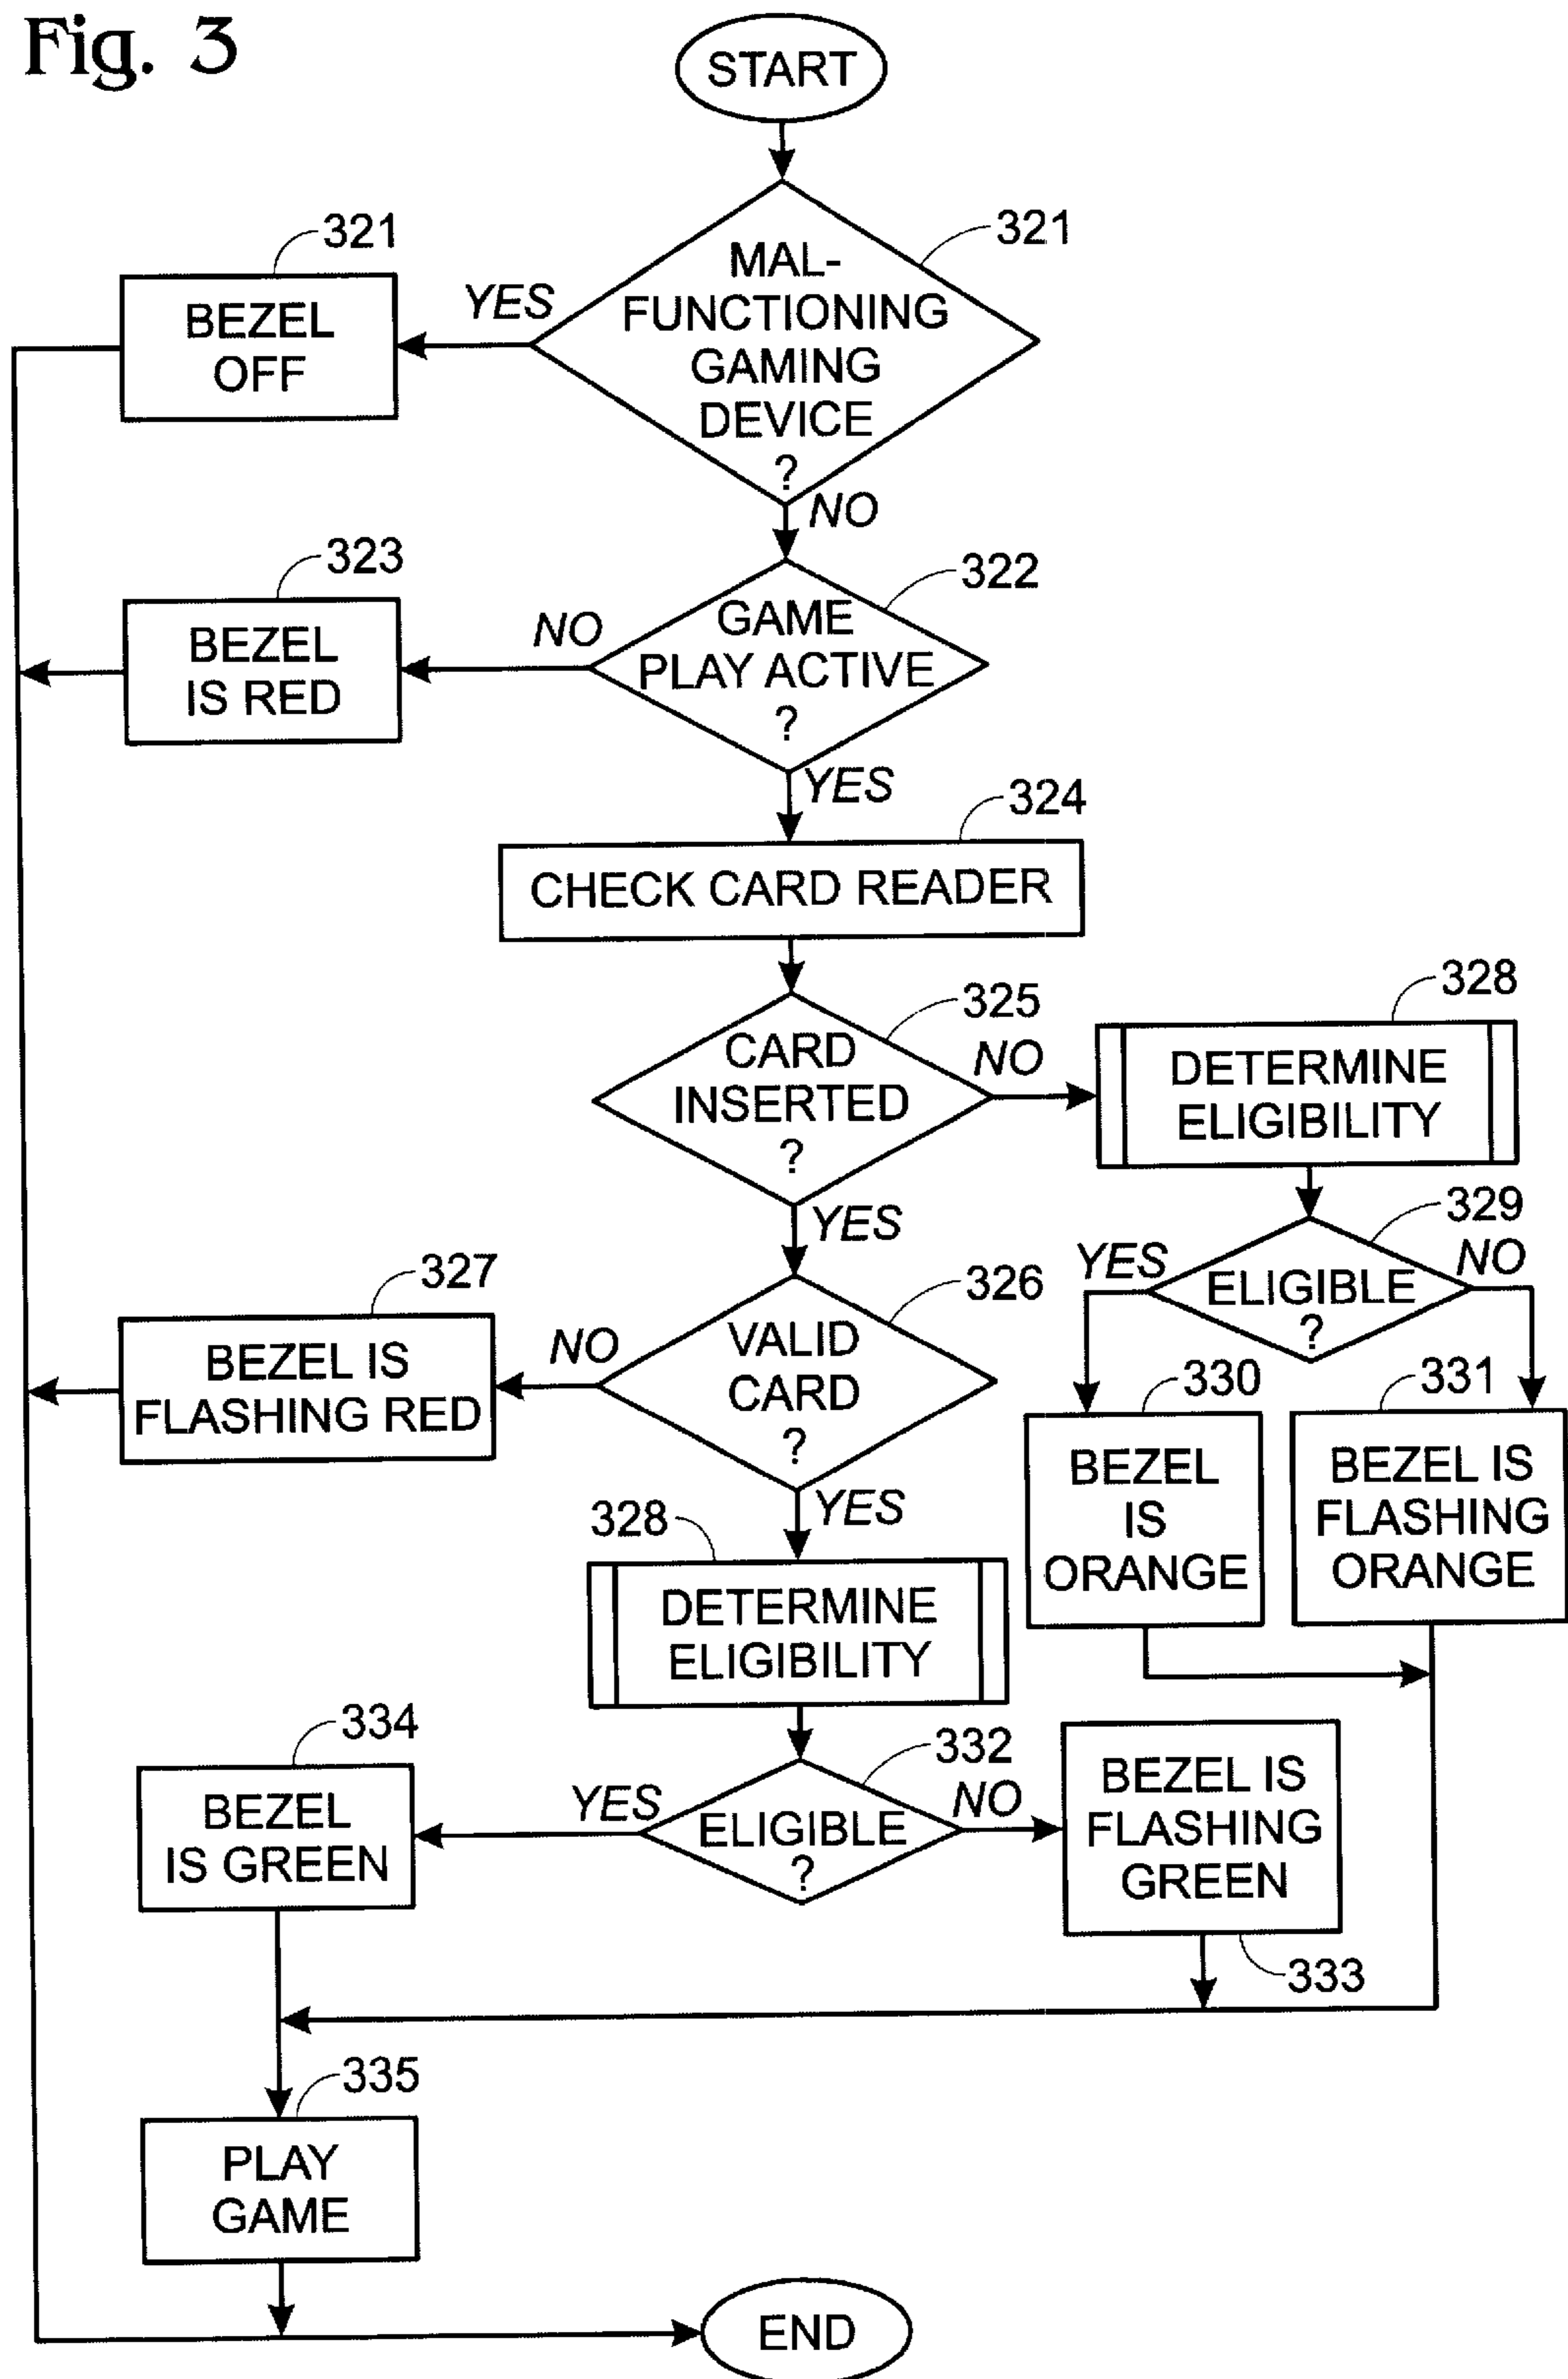 Fig. 3
START
321
MAL-
FUNCTIONING
GAMING
DEVICE
?
YES
321
BEZEL
OFF
NO
322
GAME
PLAY ACTIVE
?
NO
323
BEZEL
IS RED
YES
324
CHECK CARD READER
325
CARD
INSERTED
?
NO
328
DETERMINE
ELIGIBILITY
329
ELIGIBLE
?
YES
NO
330
BEZEL
IS
ORANGE
331
BEZEL IS
FLASHING
ORANGE
YES
326
VALID
CARD
?
NO
327
BEZEL IS
FLASHING RED
YES
328
DETERMINE
ELIGIBILITY
332
ELIGIBLE
?
YES
334
BEZEL
IS GREEN
NO
BEZEL IS
FLASHING
GREEN
333
335
PLAY
GAME
END